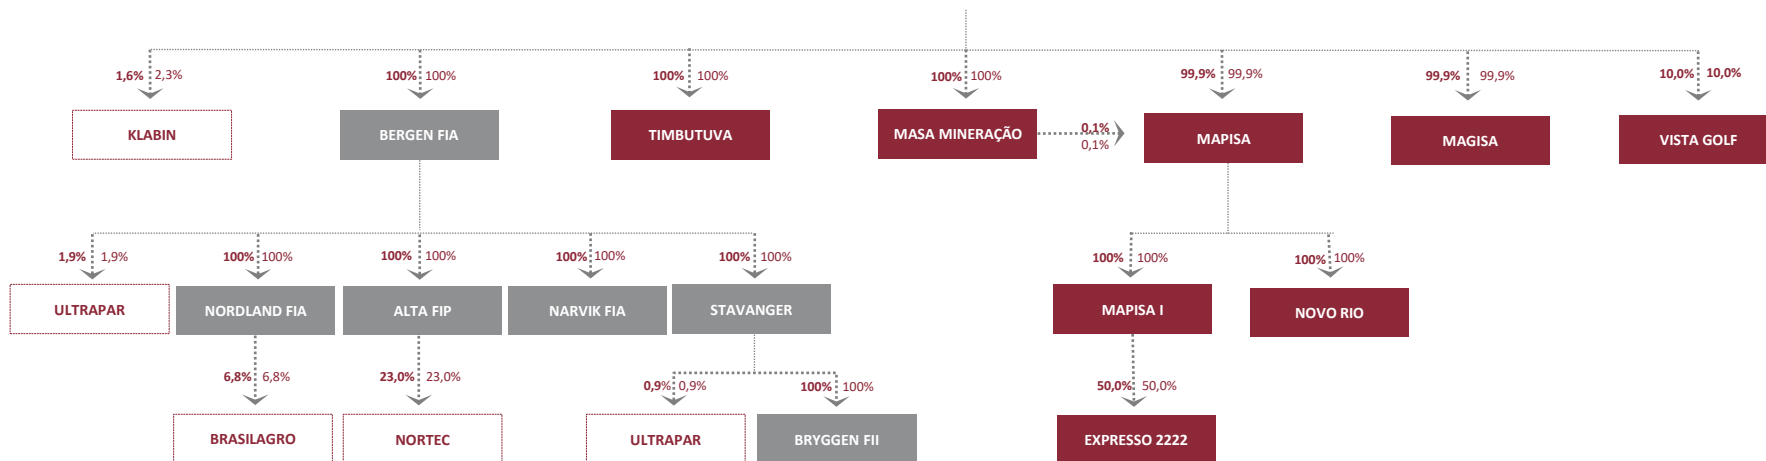 1,6% 2,3%
100% 100%
100% 100%
100% 100%
99,9% 99,9%
99,9% 99,9%
10,0% 10,0%
KLABIN
BERGEN FIA
TIMBUTUVA
MASA MINERAÇÃO
0,1%
0,1%
MAPISA
MAGISA
VISTA GOLF
1,9% 1,9%
100% 100%
100% 100%
100% 100%
100% 100%
100% 100%
100% 100%
ULTRAPAR
NORDLAND FIA
ALTA FIP
NARVIK FIA
STAVANGER
MAPISA I
NOVO RIO
6,8% 6,8%
23,0% 23,0%
0,9% 0,9%
100% 100%
50,0% 50,0%
BRASILAGRO
NORTEC
ULTRAPAR
BRYGGEN FII
EXPRESSO 2222